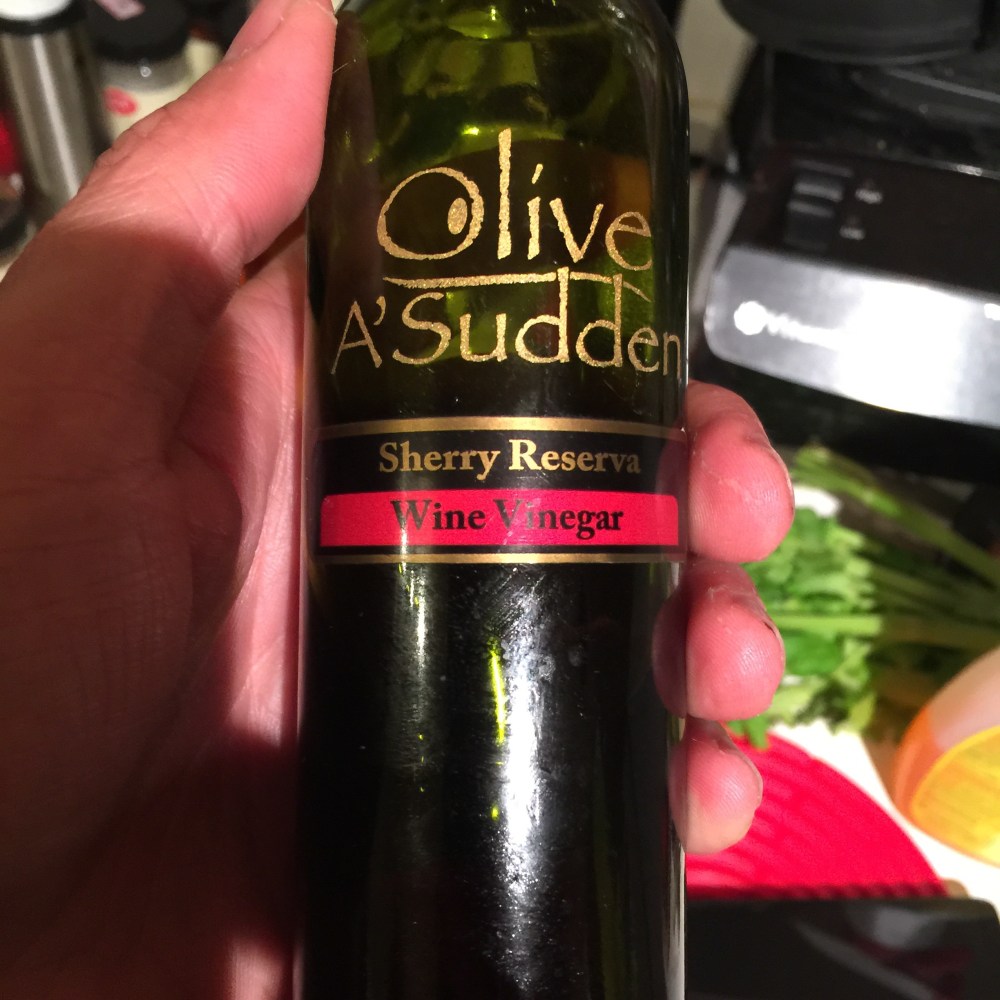 Olive
A'Sudden
Sherry Reserva
Wine Vinegar